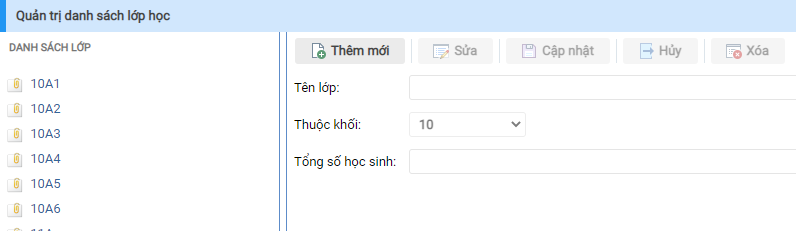 Quản trị danh sách lớp học
DANH SÁCH LỚP
10A1
10A2
10A3
10A4
10A5
10A6
Thêm mới Sửa Cập nhật Hủy Xóa
Tên lớp:
Thuộc khối: 10
Tổng số học sinh: